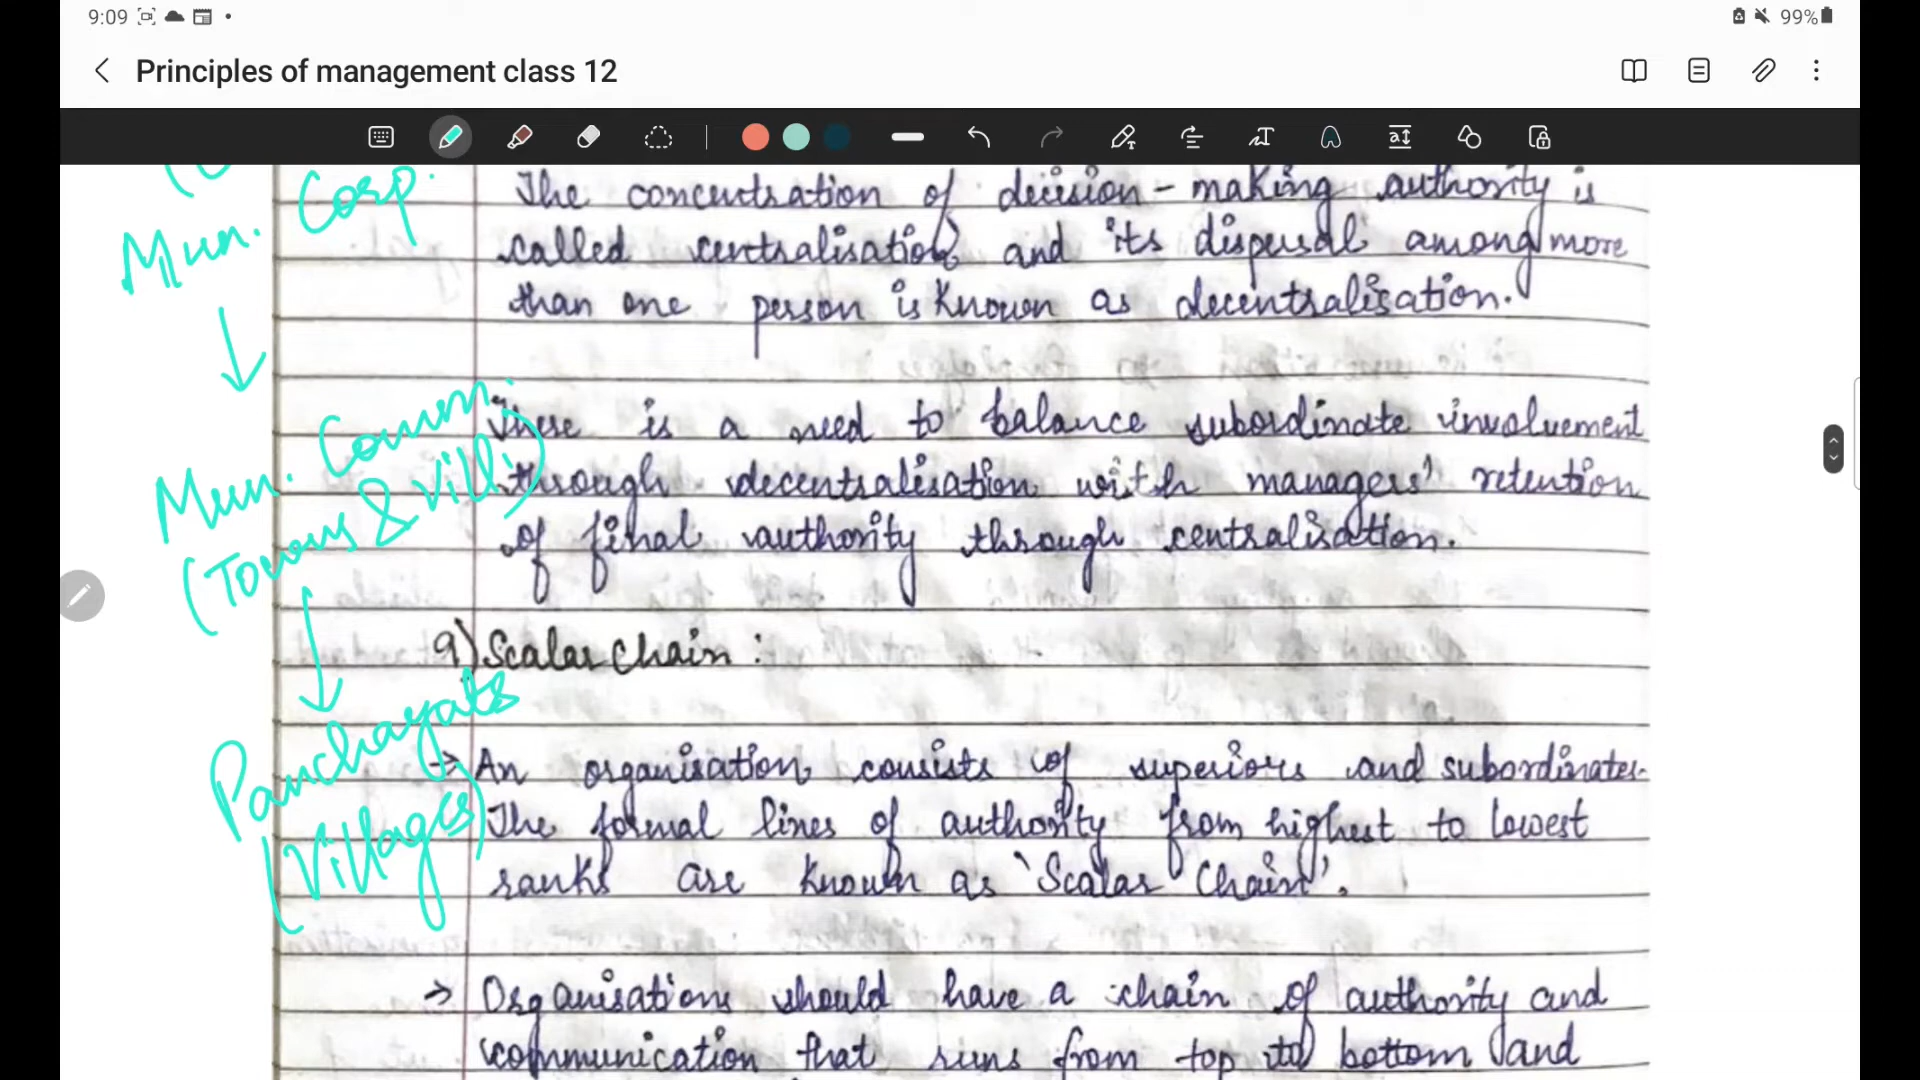 9:09
99%
Principles of management class 12
Corp.
Mun.
The concentration of decision-making authority is
called centralisation and its dispersal among more
than one person is known as decentralisation.
There is a need to balance subordinate involvement
through decentralisation with managers' retention
of final authority through centralisation.
Mun. Comm.
(Towns & Vill.)
9) Scalar Chain :
Panchayats
(Villages)
→ An organisation consists of superiors and subordinates.
The formal lines of authority from highest to lowest
ranks are known as 'Scalar Chain'.
→ Organisations should have a chain of authority and
communication that runs from top to bottom and